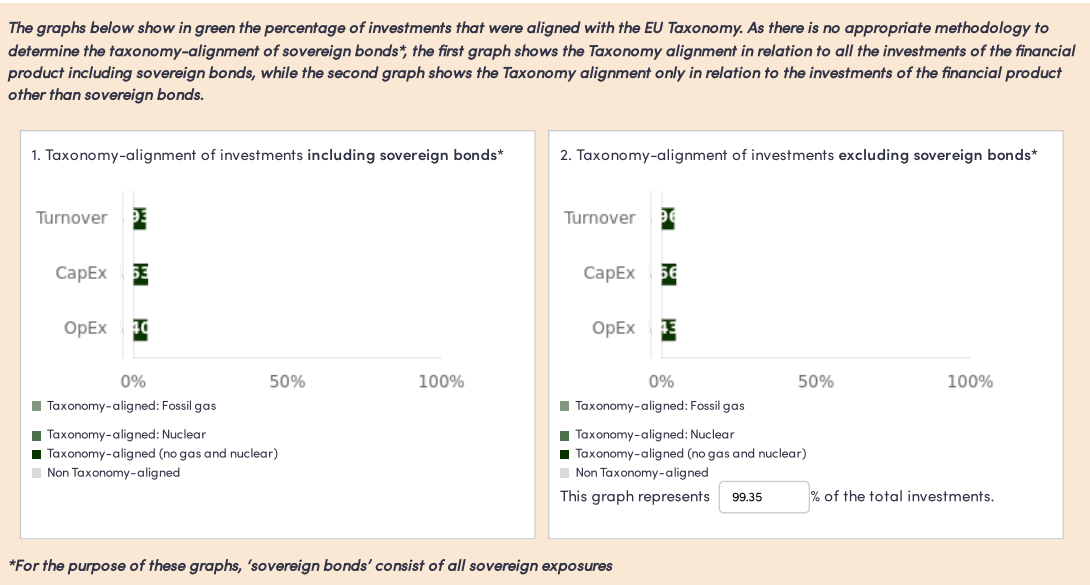 The graphs below show in green the percentage of investments that were aligned with the EU Taxonomy. As there is no appropriate methodology to
determine the taxonomy-alignment of sovereign bonds*, the first graph shows the Taxonomy alignment in relation to all the investments of the financial
product including sovereign bonds, while the second graph shows the Taxonomy alignment only in relation to the investments of the financial product
other than sovereign bonds.
1. Taxonomy-alignment of investments including sovereign bonds*
Turnover
CapEx
OpEx
0% 50% 100%
Taxonomy-aligned: Fossil gas
Taxonomy-aligned: Nuclear
Taxonomy-aligned (no gas and nuclear)
Non Taxonomy-aligned
2. Taxonomy-alignment of investments excluding sovereign bonds*
Turnover
CapEx
OpEx
0% 50% 100%
Taxonomy-aligned: Fossil gas
Taxonomy-aligned: Nuclear
Taxonomy-aligned (no gas and nuclear)
Non Taxonomy-aligned
This graph represents 99.35 % of the total investments.
*For the purpose of these graphs, ‘sovereign bonds’ consist of all sovereign exposures